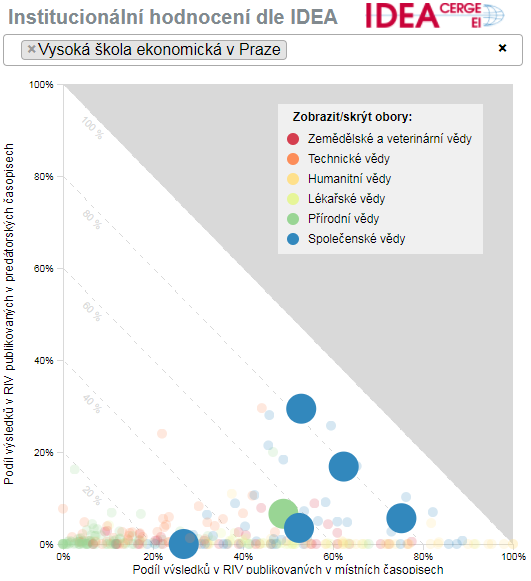 Institucionální hodnocení dle IDEA
IDEA CERGE EI
×Vysoká škola ekonomická v Praze ×
Podíl výsledků v RIV publikovaných v predátorských časopisech
100%
80%
60%
40%
20%
0%
100 %
80 %
60 %
40 %
20 %
Zobrazit/skrýt obory:
Zemědělské a veterinární vědy
Technické vědy
Humanitní vědy
Lékařské vědy
Přírodní vědy
Společenské vědy
0% 20% 40% 60% 80% 100%
Podíl výsledků v RIV publikovaných v místních časopisech